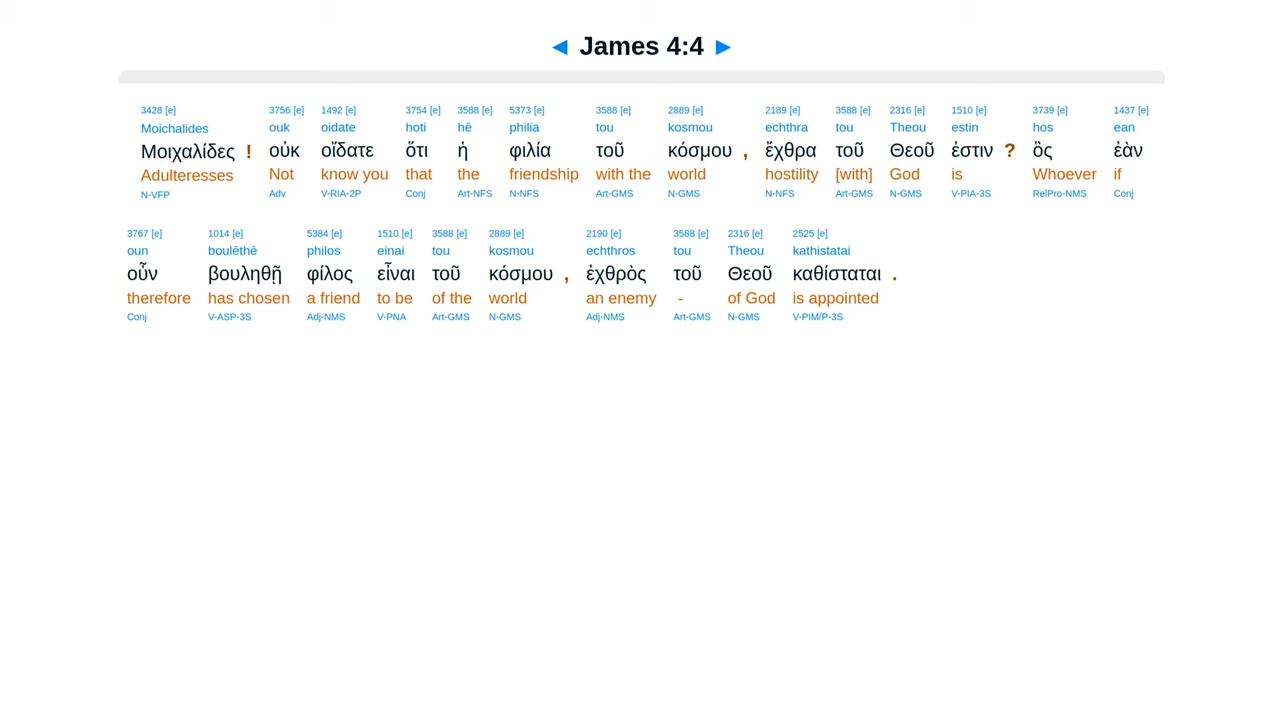 ◄ James 4:4 ►
3428 [e] 3756 [e] 1492 [e] 3754 [e] 3588 [e] 5373 [e] 3588 [e] 2889 [e] 2189 [e] 3588 [e] 2316 [e] 1510 [e] 3739 [e] 1437 [e]
Moichalides ouk oidate hoti hē philia tou kosmou echthra tou Theou estin hos ean
Μοιχαλίδες ! οὐκ οἴδατε ὅτι ἡ φιλία τοῦ κόσμου , ἔχθρα τοῦ Θεοῦ ἐστιν ? ὃς ἐὰν
Adulteresses Not know you that the friendship with the world hostility [with] God is Whoever if
N-VFP Adv V-RIA-2P Conj Art-NFS N-NFS Art-GMS N-GMS N-NFS Art-GMS N-GMS V-PIA-3S RelPro-NMS Conj
3767 [e] 1014 [e] 5384 [e] 1510 [e] 3588 [e] 2889 [e] 2190 [e] 3588 [e] 2316 [e] 2525 [e]
oun boulēthē philos einai tou kosmou echthros tou Theou kathistatai
οὖν βουληθῇ φίλος εἶναι τοῦ κόσμου , ἐχθρὸς τοῦ Θεοῦ καθίσταται .
therefore has chosen a friend to be of the world an enemy - of God is appointed
Conj V-ASP-3S Adj-NMS V-PNA Art-GMS N-GMS Adj-NMS Art-GMS N-GMS V-PIM/P-3S